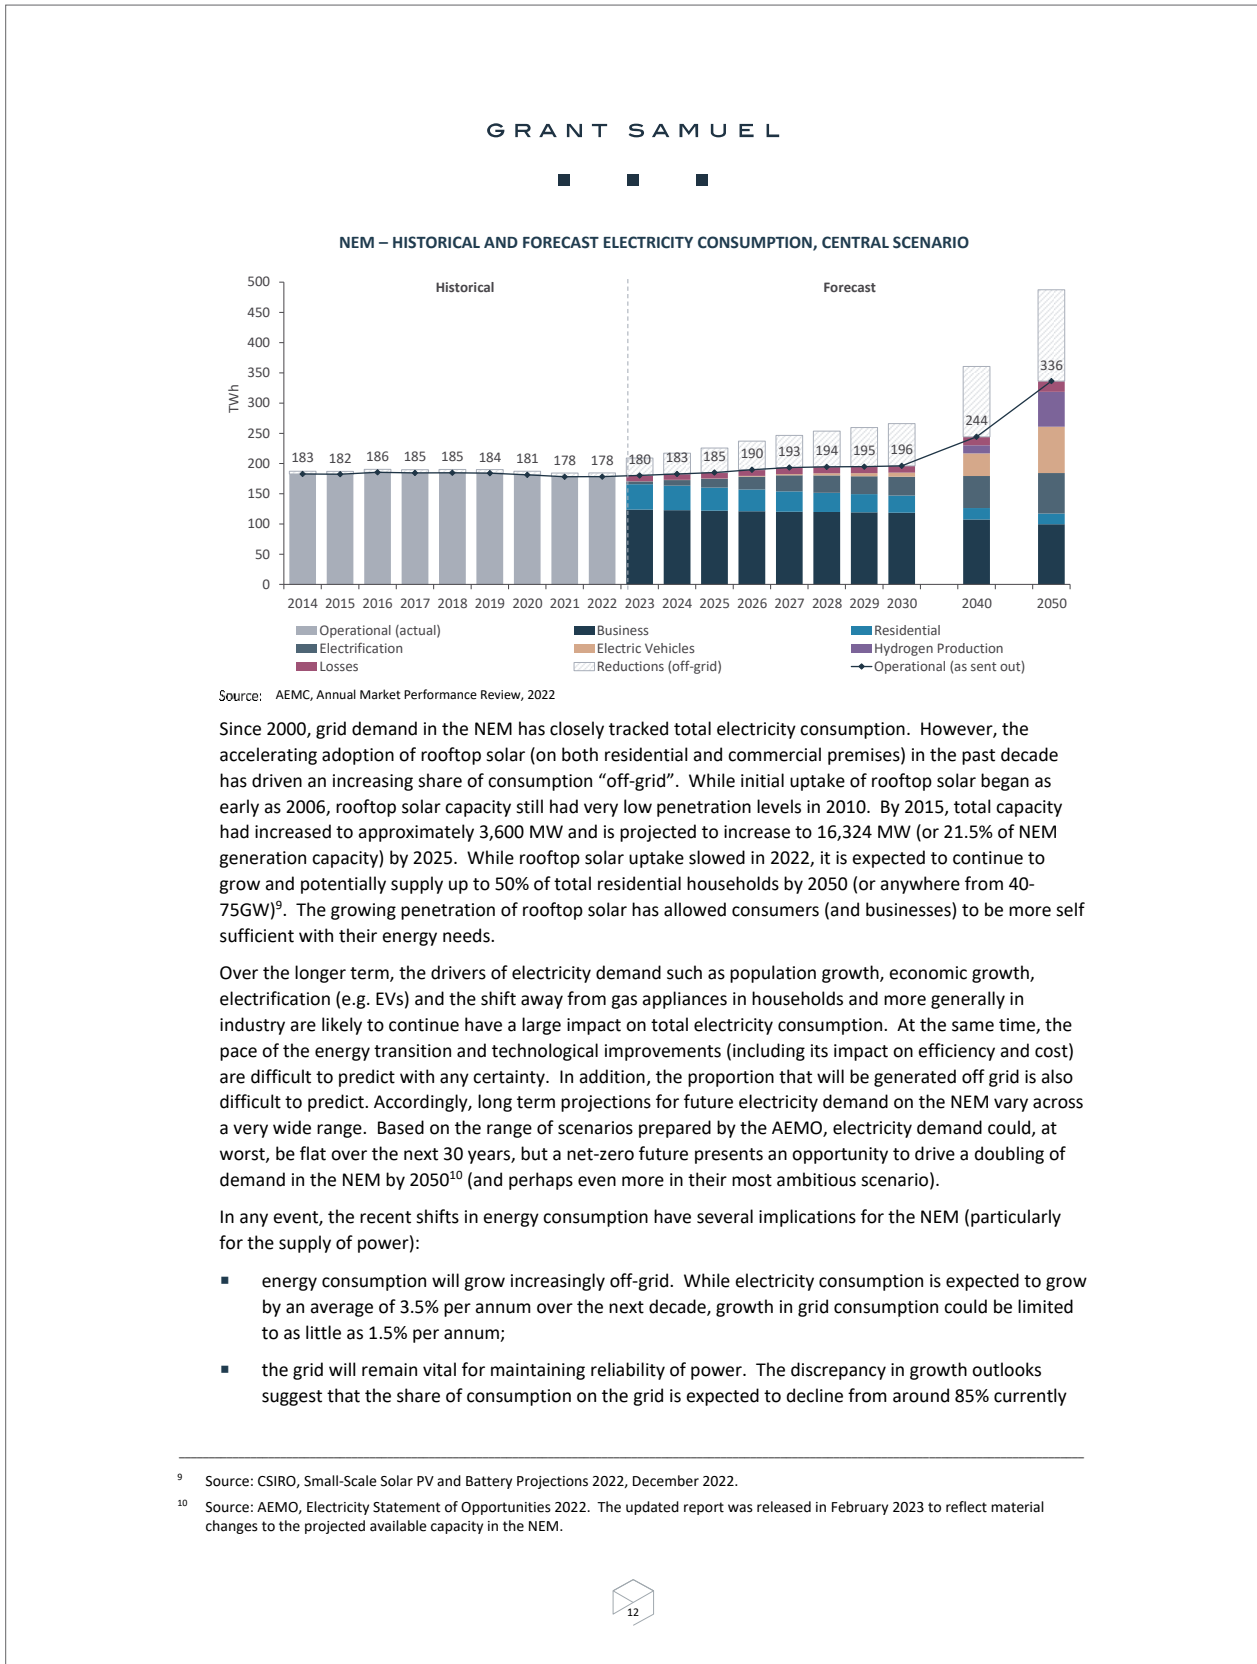 GRANT SAMUEL
NEM – HISTORICAL AND FORECAST ELECTRICITY CONSUMPTION, CENTRAL SCENARIO
Historical
Forecast
TWh
500
450
400
350
300
250
200
150
100
50
0
183 182 186 185 185 184 181 178 178 180 183 185 190 193 194 195 196 244 336
2014 2015 2016 2017 2018 2019 2020 2021 2022 2023 2024 2025 2026 2027 2028 2029 2030 2040 2050
Operational (actual) Business Residential
Electrification Electric Vehicles Hydrogen Production
Losses Reductions (off-grid) Operational (as sent out)
Source: AEMC, Annual Market Performance Review, 2022
Since 2000, grid demand in the NEM has closely tracked total electricity consumption. However, the
accelerating adoption of rooftop solar (on both residential and commercial premises) in the past decade
has driven an increasing share of consumption “off-grid”. While initial uptake of rooftop solar began as
early as 2006, rooftop solar capacity still had very low penetration levels in 2010. By 2015, total capacity
had increased to approximately 3,600 MW and is projected to increase to 16,324 MW (or 21.5% of NEM
generation capacity) by 2025. While rooftop solar uptake slowed in 2022, it is expected to continue to
grow and potentially supply up to 50% of total residential households by 2050 (or anywhere from 40-
75GW)9. The growing penetration of rooftop solar has allowed consumers (and businesses) to be more self
sufficient with their energy needs.
Over the longer term, the drivers of electricity demand such as population growth, economic growth,
electrification (e.g. EVs) and the shift away from gas appliances in households and more generally in
industry are likely to continue have a large impact on total electricity consumption. At the same time, the
pace of the energy transition and technological improvements (including its impact on efficiency and cost)
are difficult to predict with any certainty. In addition, the proportion that will be generated off grid is also
difficult to predict. Accordingly, long term projections for future electricity demand on the NEM vary across
a very wide range. Based on the range of scenarios prepared by the AEMO, electricity demand could, at
worst, be flat over the next 30 years, but a net-zero future presents an opportunity to drive a doubling of
demand in the NEM by 205010 (and perhaps even more in their most ambitious scenario).
In any event, the recent shifts in energy consumption have several implications for the NEM (particularly
for the supply of power):
▪ energy consumption will grow increasingly off-grid. While electricity consumption is expected to grow
by an average of 3.5% per annum over the next decade, growth in grid consumption could be limited
to as little as 1.5% per annum;
▪ the grid will remain vital for maintaining reliability of power. The discrepancy in growth outlooks
suggest that the share of consumption on the grid is expected to decline from around 85% currently
9 Source: CSIRO, Small-Scale Solar PV and Battery Projections 2022, December 2022.
10 Source: AEMO, Electricity Statement of Opportunities 2022. The updated report was released in February 2023 to reflect material
changes to the projected available capacity in the NEM.
12